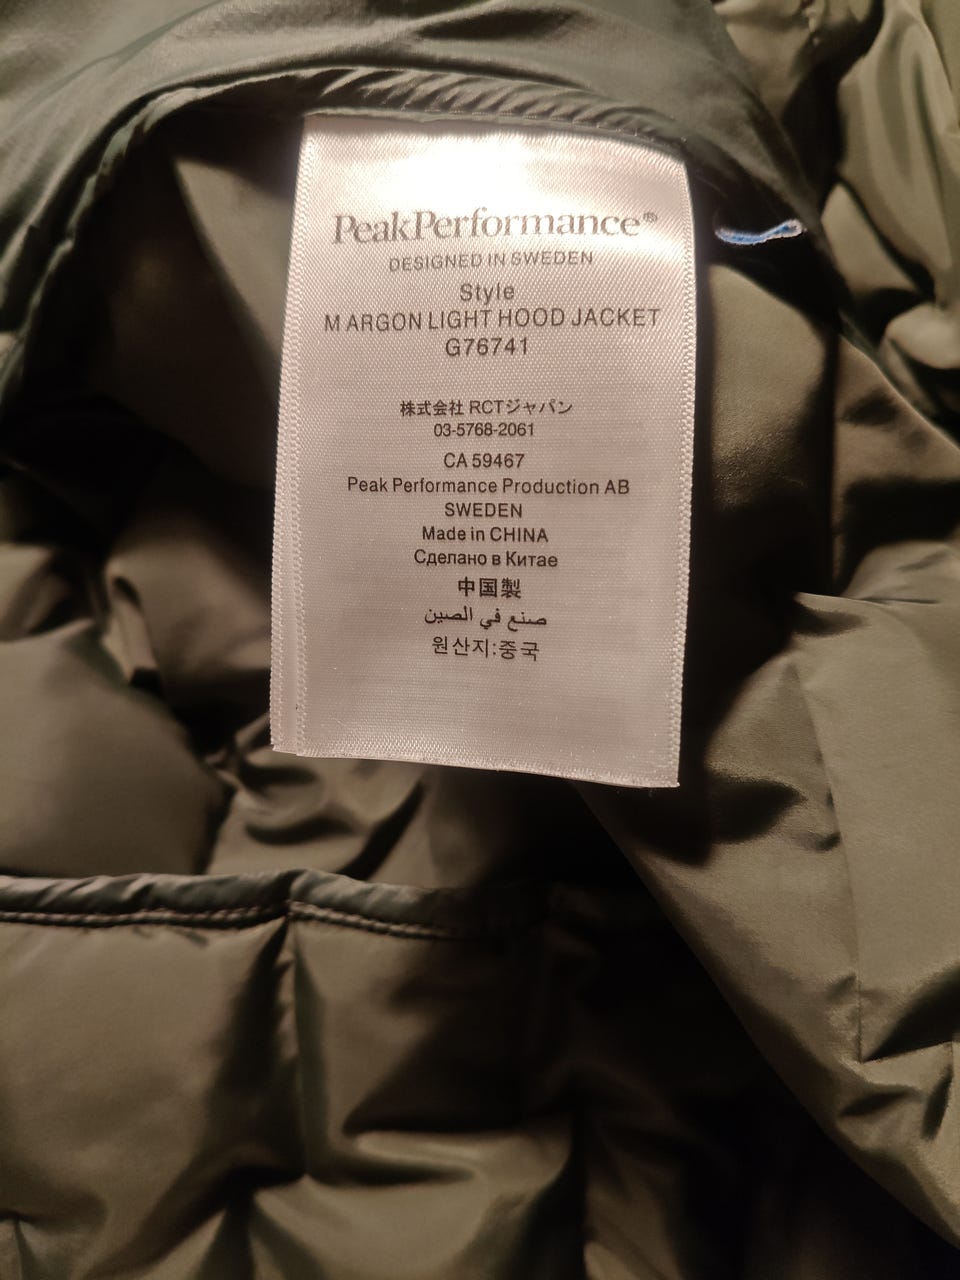 PeakPerformance®
DESIGNED IN SWEDEN
Style
M ARGON LIGHT HOOD JACKET
G76741
株式会社 RCTジャパン
03-5768-2061
CA 59467
Peak Performance Production AB
SWEDEN
Made in CHINA
Сделано в Китае
中国製
صنع في الصين
원산지:중국